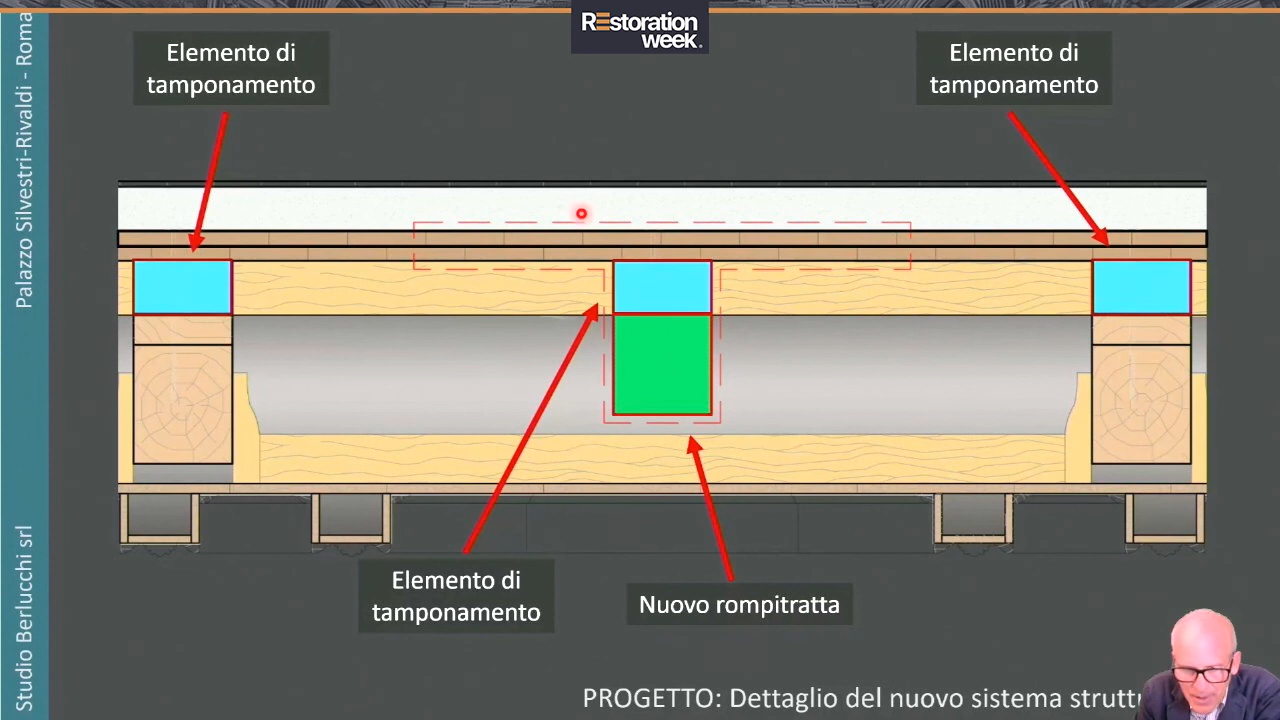 REstoration
week.
Palazzo Silvestri-Rivaldi - Roma
Studio Berlucchi srl
Elemento di
tamponamento
Elemento di
tamponamento
Elemento di
tamponamento
Nuovo rompitratta
PROGETTO: Dettaglio del nuovo sistema